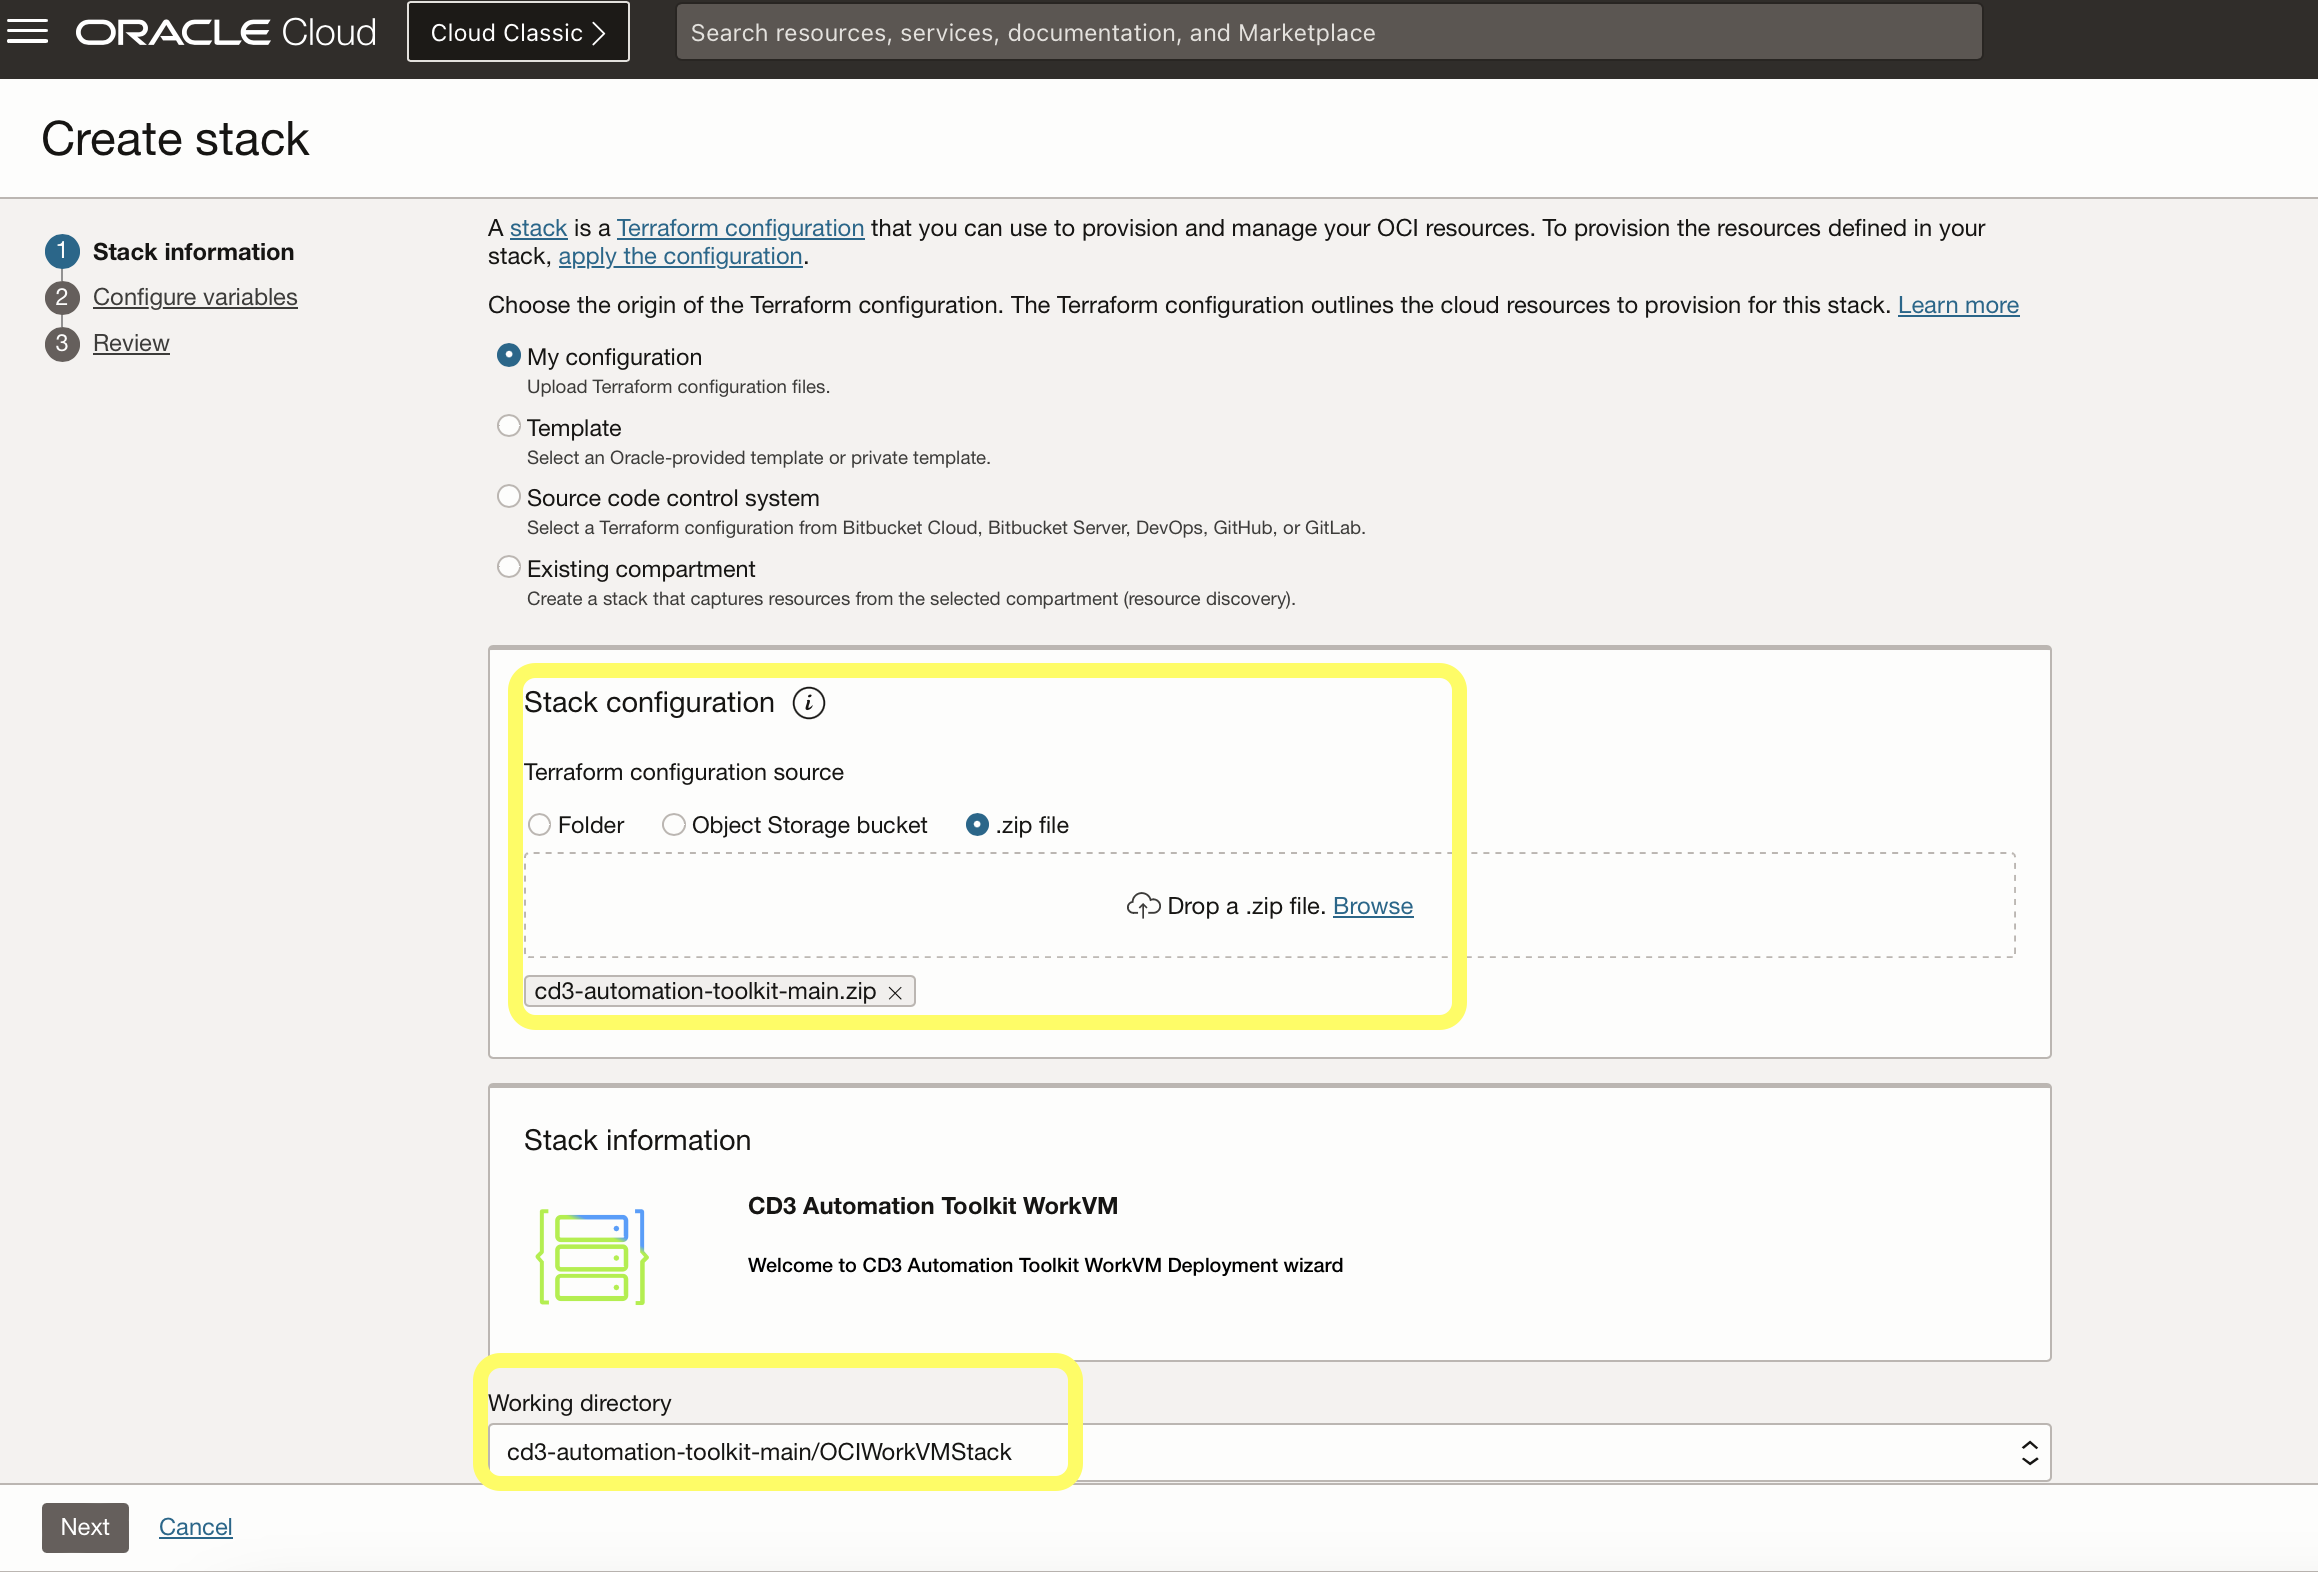 ORACLE Cloud
Cloud Classic
Search resources, services, documentation, and Marketplace
Create stack
1 Stack information
2 Configure variables
3 Review
A stack is a Terraform configuration that you can use to provision and manage your OCI resources. To provision the resources defined in your
stack, apply the configuration.
Choose the origin of the Terraform configuration. The Terraform configuration outlines the cloud resources to provision for this stack. Learn more
My configuration
Upload Terraform configuration files.
Template
Select an Oracle-provided template or private template.
Source code control system
Select a Terraform configuration from Bitbucket Cloud, Bitbucket Server, DevOps, GitHub, or GitLab.
Existing compartment
Create a stack that captures resources from the selected compartment (resource discovery).
Stack configuration i
Terraform configuration source
Folder Object Storage bucket .zip file
Drop a .zip file. Browse
cd3-automation-toolkit-main.zip ×
Stack information
CD3 Automation Toolkit WorkVM
Welcome to CD3 Automation Toolkit WorkVM Deployment wizard
Working directory
cd3-automation-toolkit-main/OCIWorkVMStack
Next Cancel